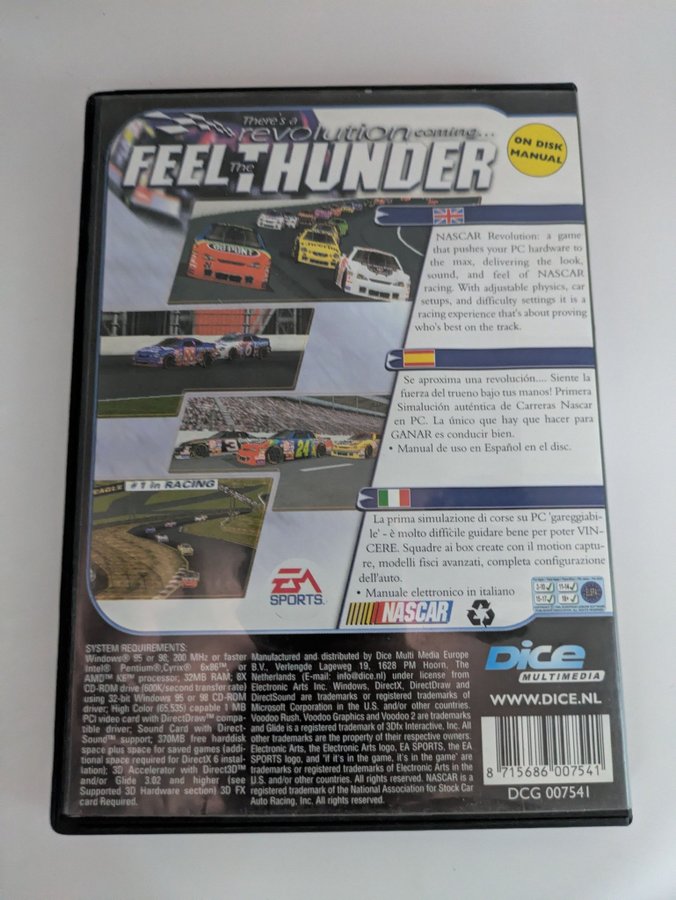 There's a
revolution coming...
FEEL The THUNDER
ON DISK
MANUAL
NASCAR Revolution: a game
that pushes your PC hardware to
the max, delivering the look,
sound, and feel of NASCAR
racing. With adjustable physics, car
setups, and difficulty settings it is a
racing experience that's about proving
who's best on the track.
Se aproxima una revolución.... Siente la
fuerza del trueno bajo tus manos! Primera
Simalución auténtica de Carreras Nascar
en PC. La único que hay que hacer para
GANAR es conducir bien.
• Manual de uso en Español en el disc.
EAGLE
#1 in RACING
La prima simulazione di corse su PC 'gareggiabi-
le' - è molto difficile guidare bene per poter VIN-
CERE. Squadre ai box create con il motion captu-
re, modelli fisci avanzati, completa configurazione
dell'auto.
• Manuale elettronico in italiano
DUPONT
3
24
EA
SPORTS
NASCAR
3-10 11-14
15-17 18+
SYSTEM REQUIREMENTS:
Windows® 95 or 98; 200 MHz or faster
Intel® Pentium®,Cyrix® 6x86™, or
AMD™ K6™ processor; 32MB RAM; 8X
CD-ROM drive (600K/second transfer rate)
using 32-bit Windows 95 or 98 CD-ROM
driver; High Color (65,535) capable 1 MB
PCI video card with DirectDraw™ compa-
tible driver; Sound Card with Direct-
Sound™ support; 370MB free harddisk
space plus space for saved games (addi-
tional space required for DirectX 6 instal-
lation); 3D Accelerator with Direct3D™
and/or Glide 3.02 and higher (see
Supported 3D Hardware section) 3D FX
card Required.
Manufactured and distributed by Dice Multi Media Europe
B.V., Verlengde Lageweg 19, 1628 PM Hoorn, The
Netherlands (E-mail: info@dice.nl) under license from
Electronic Arts Inc. Windows, DirectX, DirectDraw and
DirectSound are trademarks or registered trademarks of
Microsoft Corporation in the U.S. and/or other countries.
Voodoo Rush, Voodoo Graphics and Voodoo 2 are trademarks
and Glide is a registered trademark of 3Dfx Interactive, Inc. All
other trademarks are the property of their respective owners.
Electronic Arts, the Electronic Arts logo, EA SPORTS, the EA
SPORTS logo, and 'if it's in the game, it's in the game' are
trademarks or registered trademarks of Electronic Arts in the
U.S. and/or other countries. All rights reserved. NASCAR is a
registered trademark of the National Association for Stock Car
Auto Racing, Inc. All rights reserved.
Dice
MULTIMEDIA
WWW.DICE.NL
8 715686 007541
DCG 007541